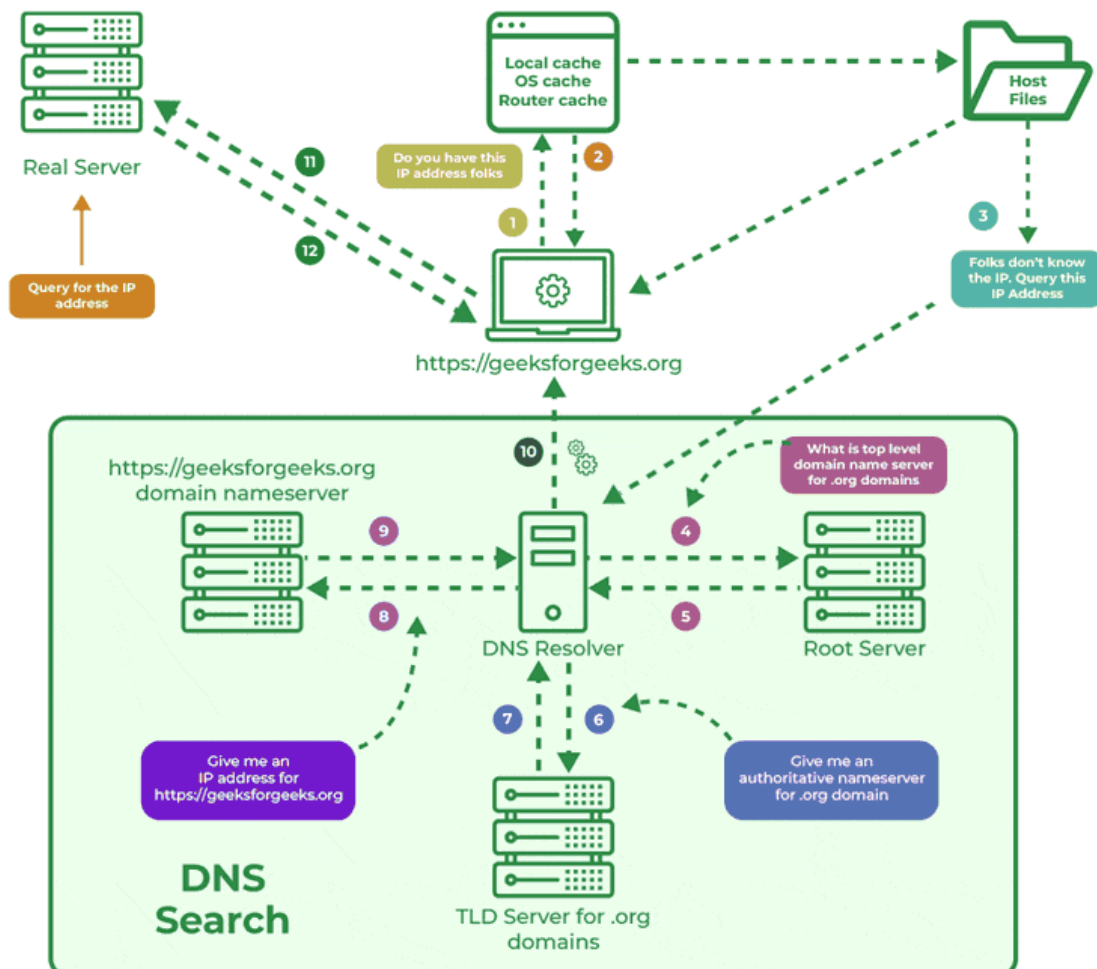 Local cache
OS cache
Router cache
Host
Files
Real Server
11
Do you have this
IP address folks
2
1
3
12
Query for the IP
address
Folks don't know
the IP. Query this
IP Address
https://geeksforgeeks.org
10
What is top level
domain name server
for .org domains
https://geeksforgeeks.org
domain nameserver
9
4
8
5
DNS Resolver
Root Server
7
6
Give me an
IP address for
https://geeksforgeeks.org
Give me an
authoritative nameserver
for .org domain
DNS
Search
TLD Server for .org
domains